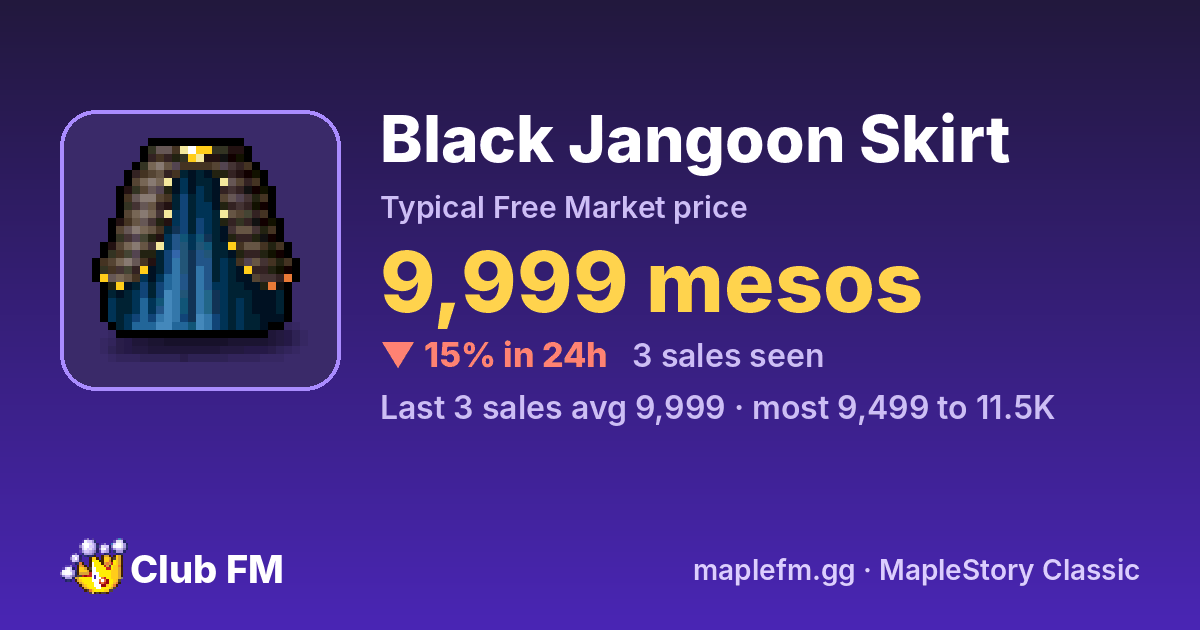 Black Jangoon Skirt
Typical Free Market price
9,999 mesos
▼ 15% in 24h 3 sales seen
Last 3 sales avg 9,999 · most 9,499 to 11.5K
Club FM
maplefm.gg · MapleStory Classic